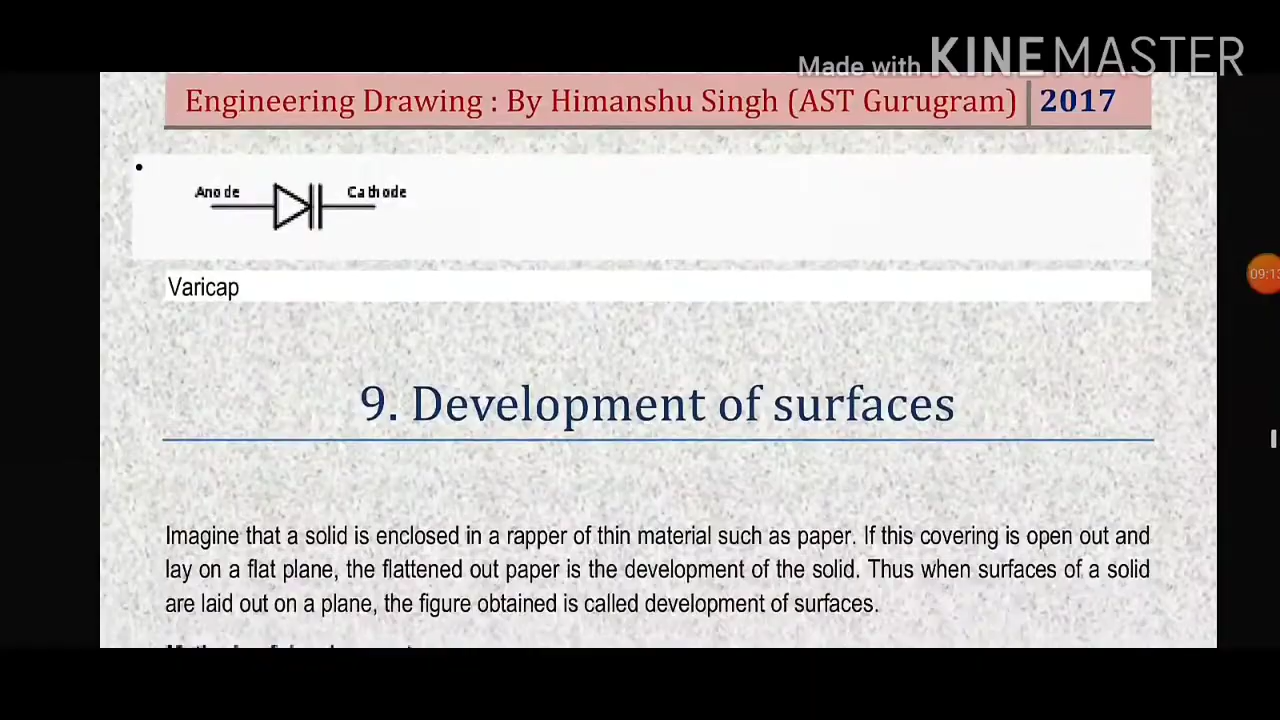 Made with KINEMASTER
Engineering Drawing : By Himanshu Singh (AST Gurugram) 2017
Anode Cathode
Varicap
9. Development of surfaces
Imagine that a solid is enclosed in a rapper of thin material such as paper. If this covering is open out and
lay on a flat plane, the flattened out paper is the development of the solid. Thus when surfaces of a solid
are laid out on a plane, the figure obtained is called development of surfaces.
09:13